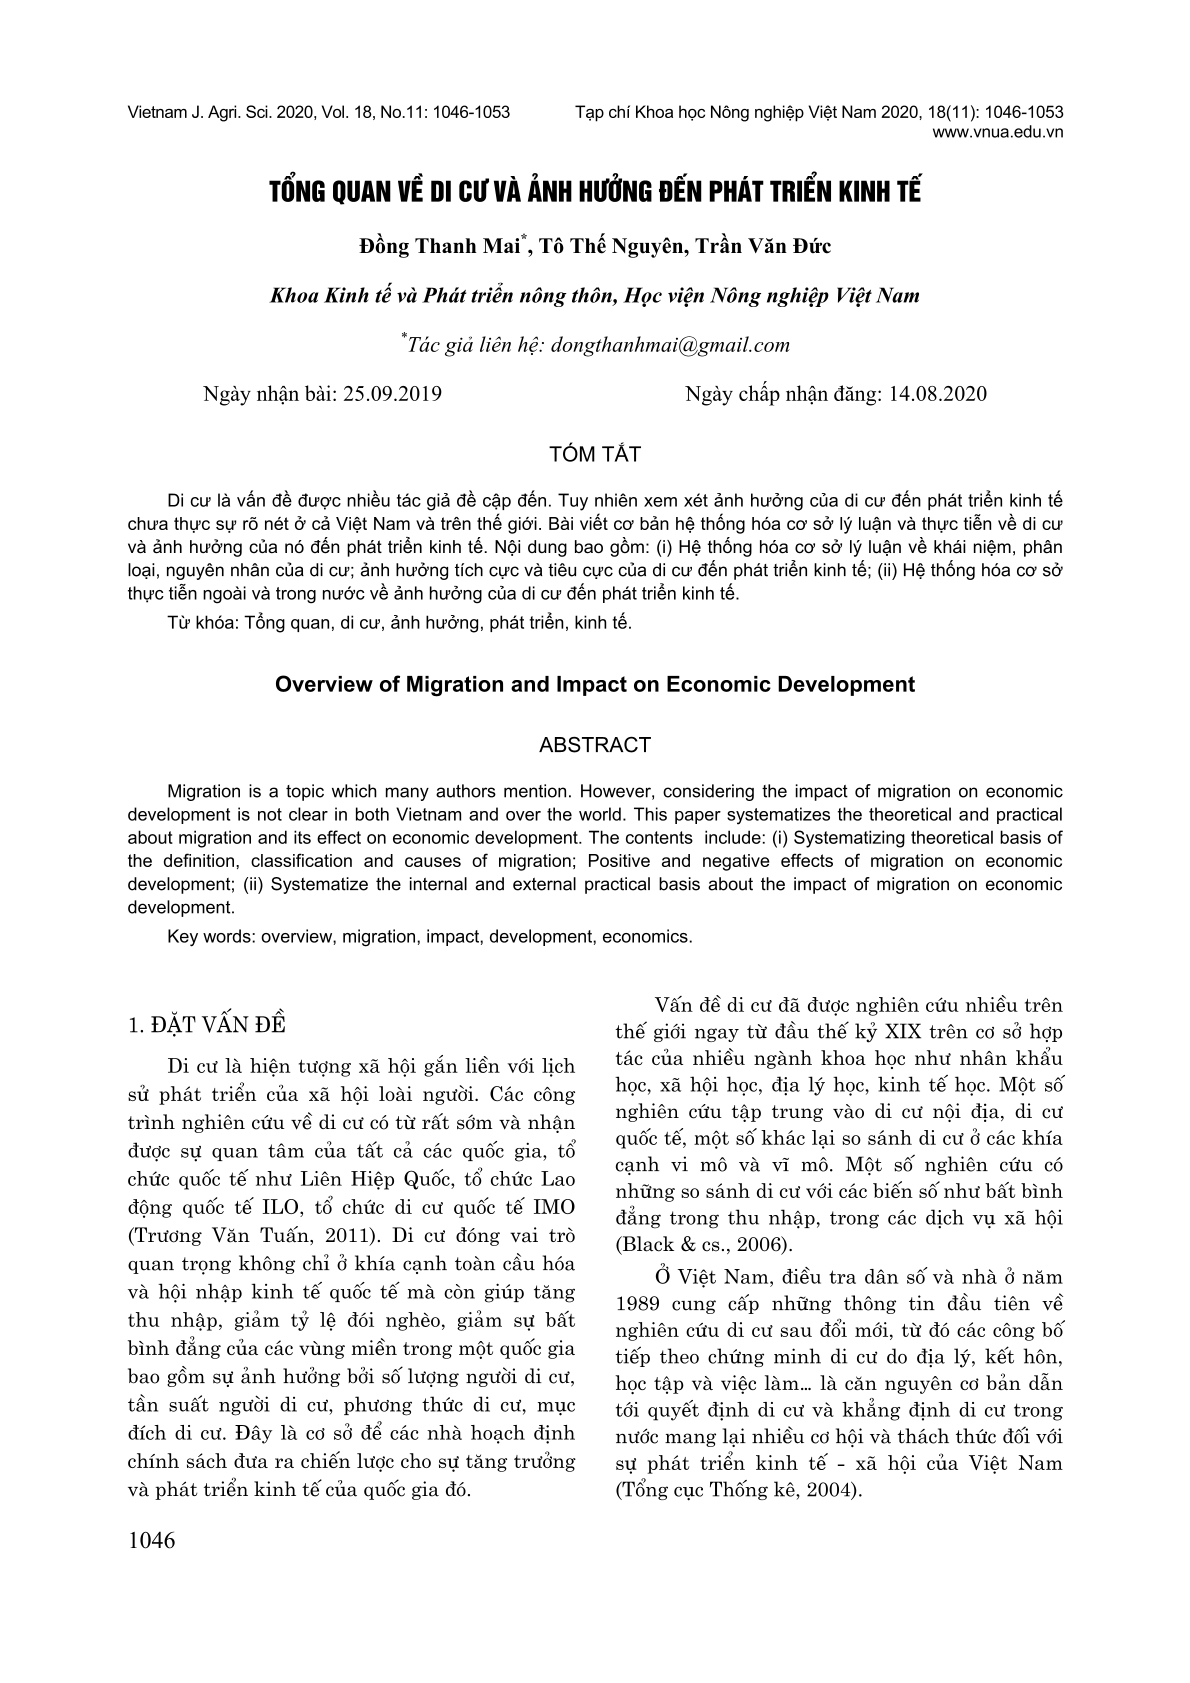 Vietnam J. Agri. Sci. 2020, Vol. 18, No.11: 1046-1053
Tạp chí Khoa học Nông nghiệp Việt Nam 2020, 18(11): 1046-1053
www.vnua.edu.vn
TỔNG QUAN VỀ DI CƯ VÀ ẢNH HƯỞNG ĐẾN PHÁT TRIỂN KINH TẾ
Đồng Thanh Mai*, Tô Thế Nguyên, Trần Văn Đức
Khoa Kinh tế và Phát triển nông thôn, Học viện Nông nghiệp Việt Nam
*Tác giả liên hệ: dongthanhmai@gmail.com
Ngày nhận bài: 25.09.2019
Ngày chấp nhận đăng: 14.08.2020
TÓM TẮT
Di cư là vấn đề được nhiều tác giả đề cập đến. Tuy nhiên xem xét ảnh hưởng của di cư đến phát triển kinh tế
chưa thực sự rõ nét ở cả Việt Nam và trên thế giới. Bài viết cơ bản hệ thống hóa cơ sở lý luận và thực tiễn về di cư
và ảnh hưởng của nó đến phát triển kinh tế. Nội dung bao gồm: (i) Hệ thống hóa cơ sở lý luận về khái niệm, phân
loại, nguyên nhân của di cư; ảnh hưởng tích cực và tiêu cực của di cư đến phát triển kinh tế; (ii) Hệ thống hóa cơ sở
thực tiễn ngoài và trong nước về ảnh hưởng của di cư đến phát triển kinh tế.
Từ khóa: Tổng quan, di cư, ảnh hưởng, phát triển, kinh tế.
Overview of Migration and Impact on Economic Development
ABSTRACT
Migration is a topic which many authors mention. However, considering the impact of migration on economic
development is not clear in both Vietnam and over the world. This paper systematizes the theoretical and practical
about migration and its effect on economic development. The contents include: (i) Systematizing theoretical basis of
the definition, classification and causes of migration; Positive and negative effects of migration on economic
development; (ii) Systematize the internal and external practical basis about the impact of migration on economic
development.
Key words: overview, migration, impact, development, economics.
1. ĐẶT VẤN ĐỀ
Di cư là hiện tượng xã hội gắn liền với lịch
sử phát triển của xã hội loài người. Các công
trình nghiên cứu về di cư có từ rất sớm và nhận
được sự quan tâm của tất cả các quốc gia, tổ
chức quốc tế như Liên Hiệp Quốc, tổ chức Lao
động quốc tế ILO, tổ chức di cư quốc tế IMO
(Trương Văn Tuấn, 2011). Di cư đóng vai trò
quan trọng không chỉ ở khía cạnh toàn cầu hóa
và hội nhập kinh tế quốc tế mà còn giúp tăng
thu nhập, giảm tỷ lệ đói nghèo, giảm sự bất
bình đẳng của các vùng miền trong một quốc gia
bao gồm sự ảnh hưởng bởi số lượng người di cư,
tần suất người di cư, phương thức di cư, mục
đích di cư. Đây là cơ sở để các nhà hoạch định
chính sách đưa ra chiến lược cho sự tăng trưởng
và phát triển kinh tế của quốc gia đó.
Vấn đề di cư đã được nghiên cứu nhiều trên
thế giới ngay từ đầu thế kỷ XIX trên cơ sở hợp
tác của nhiều ngành khoa học như nhân khẩu
học, xã hội học, địa lý học, kinh tế học. Một số
nghiên cứu tập trung vào di cư nội địa, di cư
quốc tế, một số khác lại so sánh di cư ở các khía
cạnh vi mô và vĩ mô. Một số nghiên cứu có
những so sánh di cư với các biến số như bất bình
đẳng trong thu nhập, trong các dịch vụ xã hội
(Black & cs., 2006).
Ở Việt Nam, điều tra dân số và nhà ở năm
1989 cung cấp những thông tin đầu tiên về
nghiên cứu di cư sau đổi mới, từ đó các công bố
tiếp theo chứng minh di cư do địa lý, kết hôn,
học tập và việc làm… là căn nguyên cơ bản dẫn
tới quyết định di cư và khẳng định di cư trong
nước mang lại nhiều cơ hội và thách thức đối với
sự phát triển kinh tế - xã hội của Việt Nam
(Tổng cục Thống kê, 2004).
1046